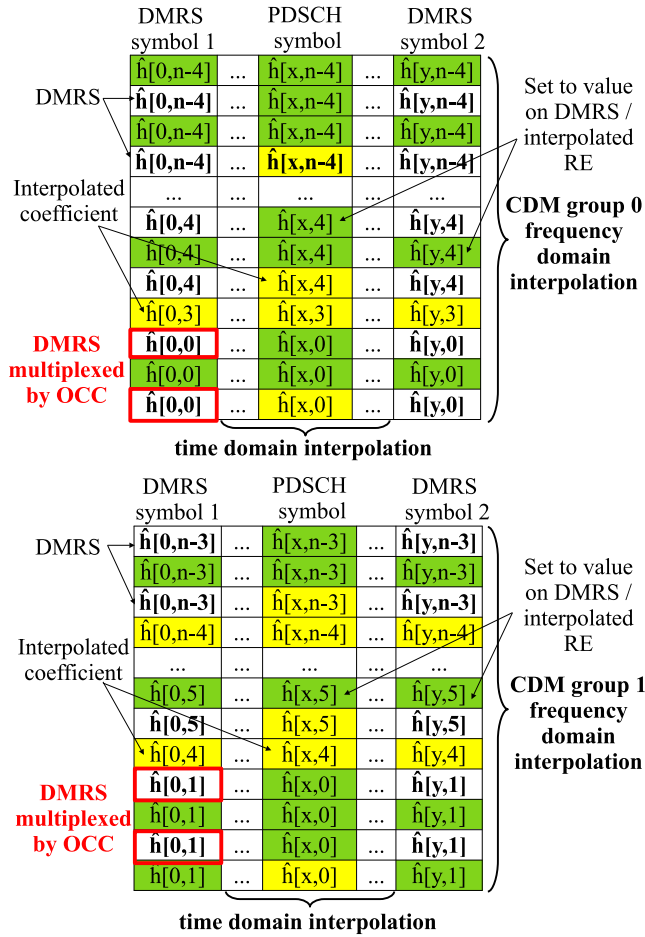 DMRS symbol 1 PDSCH symbol DMRS symbol 2
ĥ[0,n-4] ... ĥ[x,n-4] ... ĥ[y,n-4]
ĥ[0,n-4] ... ĥ[x,n-4] ... ĥ[y,n-4]
ĥ[0,n-4] ... ĥ[x,n-4] ... ĥ[y,n-4]
ĥ[0,n-4] ... ĥ[x,n-4] ... ĥ[y,n-4]
... ... ... ... ...
ĥ[0,4] ... ĥ[x,4] ... ĥ[y,4]
ĥ[0,4] ... ĥ[x,4] ... ĥ[y,4]
ĥ[0,4] ... ĥ[x,4] ... ĥ[y,4]
ĥ[0,3] ... ĥ[x,3] ... ĥ[y,3]
ĥ[0,0] ... ĥ[x,0] ... ĥ[y,0]
ĥ[0,0] ... ĥ[x,0] ... ĥ[y,0]
ĥ[0,0] ... ĥ[x,0] ... ĥ[y,0]
DMRS
Interpolated
coefficient
DMRS
multiplexed
by OCC
Set to value
on DMRS /
interpolated
RE
CDM group 0
frequency
domain
interpolation
time domain interpolation
DMRS symbol 1 PDSCH symbol DMRS symbol 2
ĥ[0,n-3] ... ĥ[x,n-3] ... ĥ[y,n-3]
ĥ[0,n-3] ... ĥ[x,n-3] ... ĥ[y,n-3]
ĥ[0,n-3] ... ĥ[x,n-3] ... ĥ[y,n-3]
ĥ[0,n-4] ... ĥ[x,n-4] ... ĥ[y,n-4]
... ... ... ... ...
ĥ[0,5] ... ĥ[x,5] ... ĥ[y,5]
ĥ[0,5] ... ĥ[x,5] ... ĥ[y,5]
ĥ[0,4] ... ĥ[x,4] ... ĥ[y,4]
ĥ[0,1] ... ĥ[x,0] ... ĥ[y,1]
ĥ[0,1] ... ĥ[x,0] ... ĥ[y,1]
ĥ[0,1] ... ĥ[x,0] ... ĥ[y,1]
ĥ[0,1] ... ĥ[x,0] ... ĥ[y,1]
DMRS
Interpolated
coefficient
DMRS
multiplexed
by OCC
Set to value
on DMRS /
interpolated
RE
CDM group 1
frequency
domain
interpolation
time domain interpolation